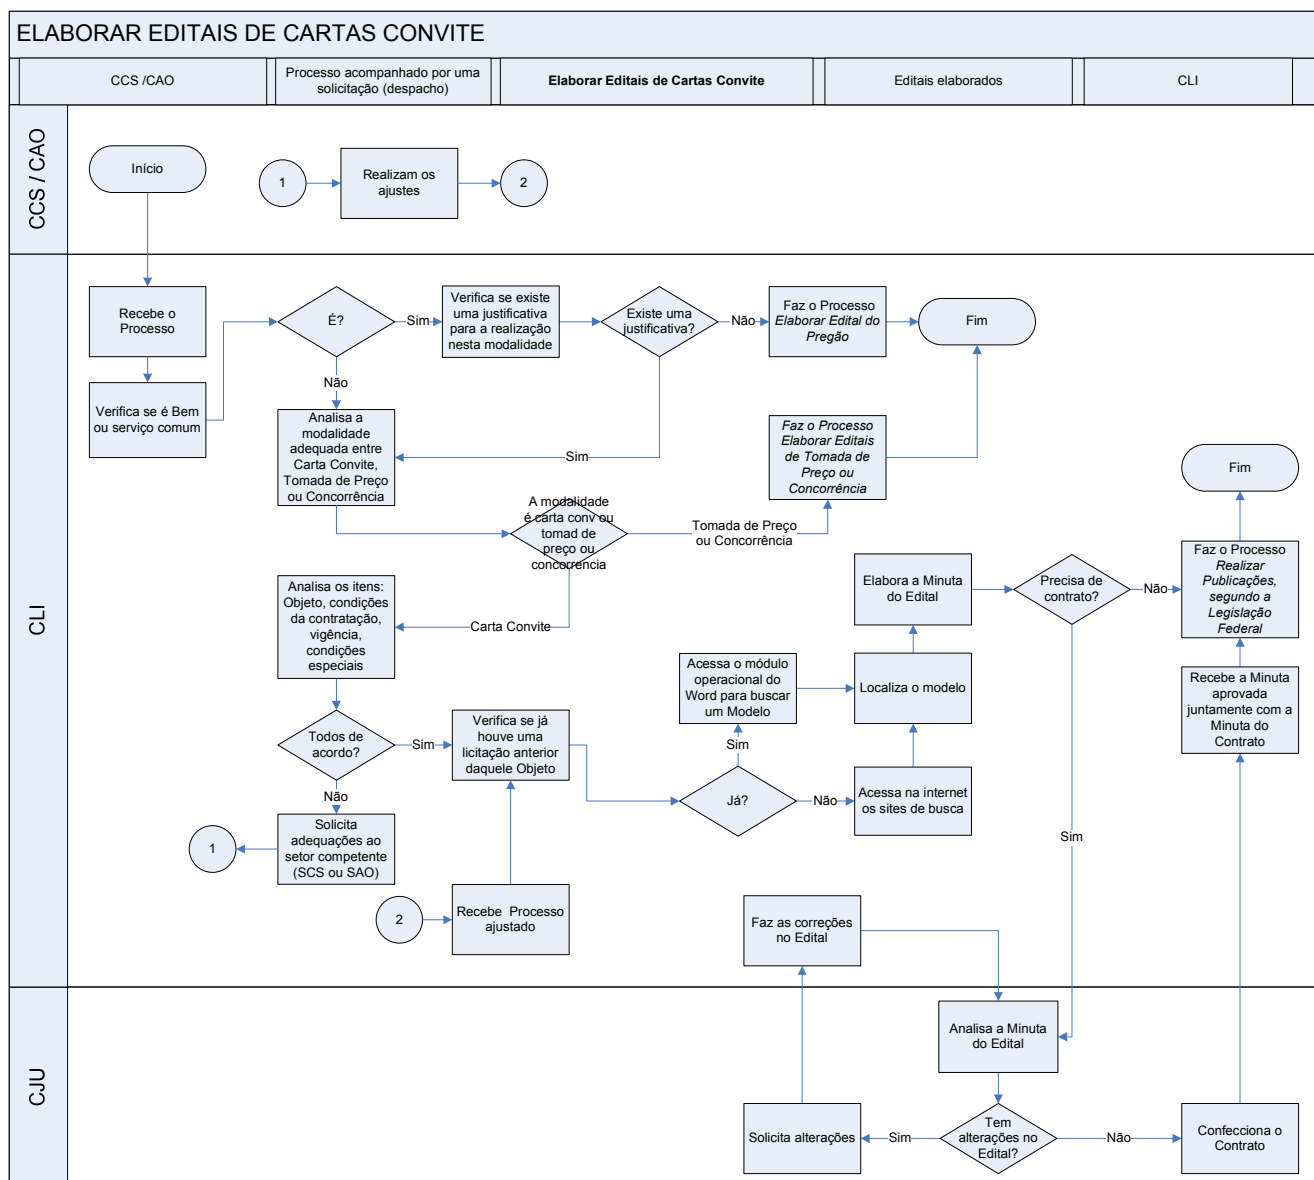 ELABORAR EDITAIS DE CARTAS CONVITE
CCS /CAO
Processo acompanhado por uma
solicitação (despacho)
Elaborar Editais de Cartas Convite
Editais elaborados
CLI
CCS / CAO
Início
1
Realizam os
ajustes
2
CLI
Recebe o
Processo
Verifica se é Bem
ou serviço comum
É?
Sim
Não
Verifica se existe
uma justificativa
para a realização
nesta modalidade
Existe uma
justificativa?
Não
Sim
Faz o Processo
Elaborar Edital do
Pregão
Fim
Analisa a
modalidade
adequada entre
Carta Convite,
Tomada de Preço
ou Concorrência
A modalidade
é carta conv ou
tomad de
preço ou
concorrencia
Tomada de Preço
ou Concorrência
Faz o Processo
Elaborar Editais
de Tomada de
Preço ou
Concorrência
Carta Convite
Analisa os itens:
Objeto, condições
da contratação,
vigência,
condições
especiais
Todos de
acordo?
Sim
Não
Solicita
adequações ao
setor competente
(SCS ou SAO)
1
2
Recebe Processo
ajustado
Verifica se já
houve uma
licitação anterior
daquele Objeto
Já?
Sim
Não
Acessa o módulo
operacional do
Word para buscar
um Modelo
Acessa na internet
os sites de busca
Localiza o modelo
Elabora a Minuta
do Edital
Precisa de
contrato?
Não
Sim
Fim
Faz o Processo
Realizar
Publicações,
segundo a
Legislação
Federal
Recebe a Minuta
aprovada
juntamente com a
Minuta do
Contrato
Faz as correções
no Edital
CJU
Analisa a Minuta
do Edital
Tem
alterações no
Edital?
Sim
Não
Solicita alterações
Confecciona o
Contrato